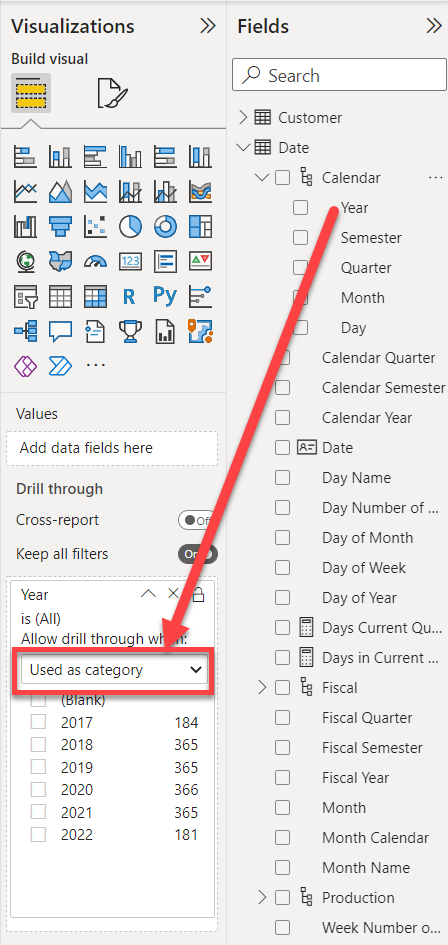 Visualizations
Build visual
123
R
Py
Values
Add data fields here
Drill through
Cross-report
Off
Keep all filters
On
Year
is (All)
Allow drill through when:
Used as category
(Blank)
2017 184
2018 365
2019 365
2020 366
2021 365
2022 181
Fields
Search
Customer
Date
Calendar
Year
Semester
Quarter
Month
Day
Calendar Quarter
Calendar Semester
Calendar Year
Date
Day Name
Day Number of ...
Day of Month
Day of Week
Day of Year
Days Current Qu...
Days in Current ...
Fiscal
Fiscal Quarter
Fiscal Semester
Fiscal Year
Month
Month Calendar
Month Name
Production
Week Number o...